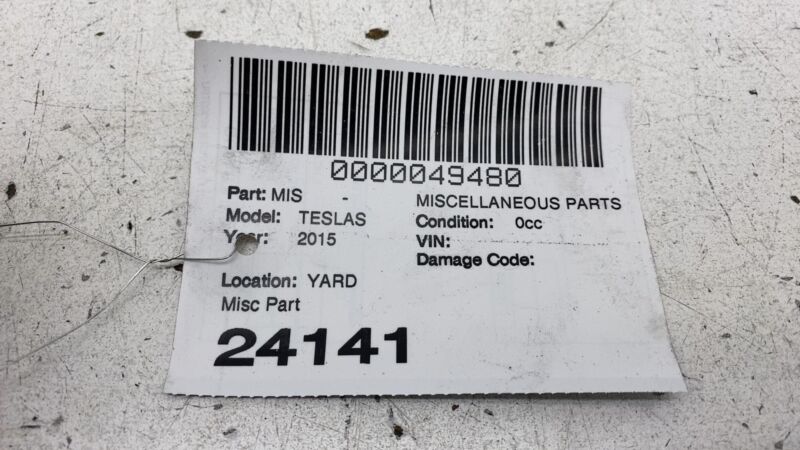 0000049480
Part: MIS - MISCELLANEOUS PARTS
Model: TESLAS Condition: 0cc
Year: 2015 VIN:
Damage Code:
Location: YARD
Misc Part
24141